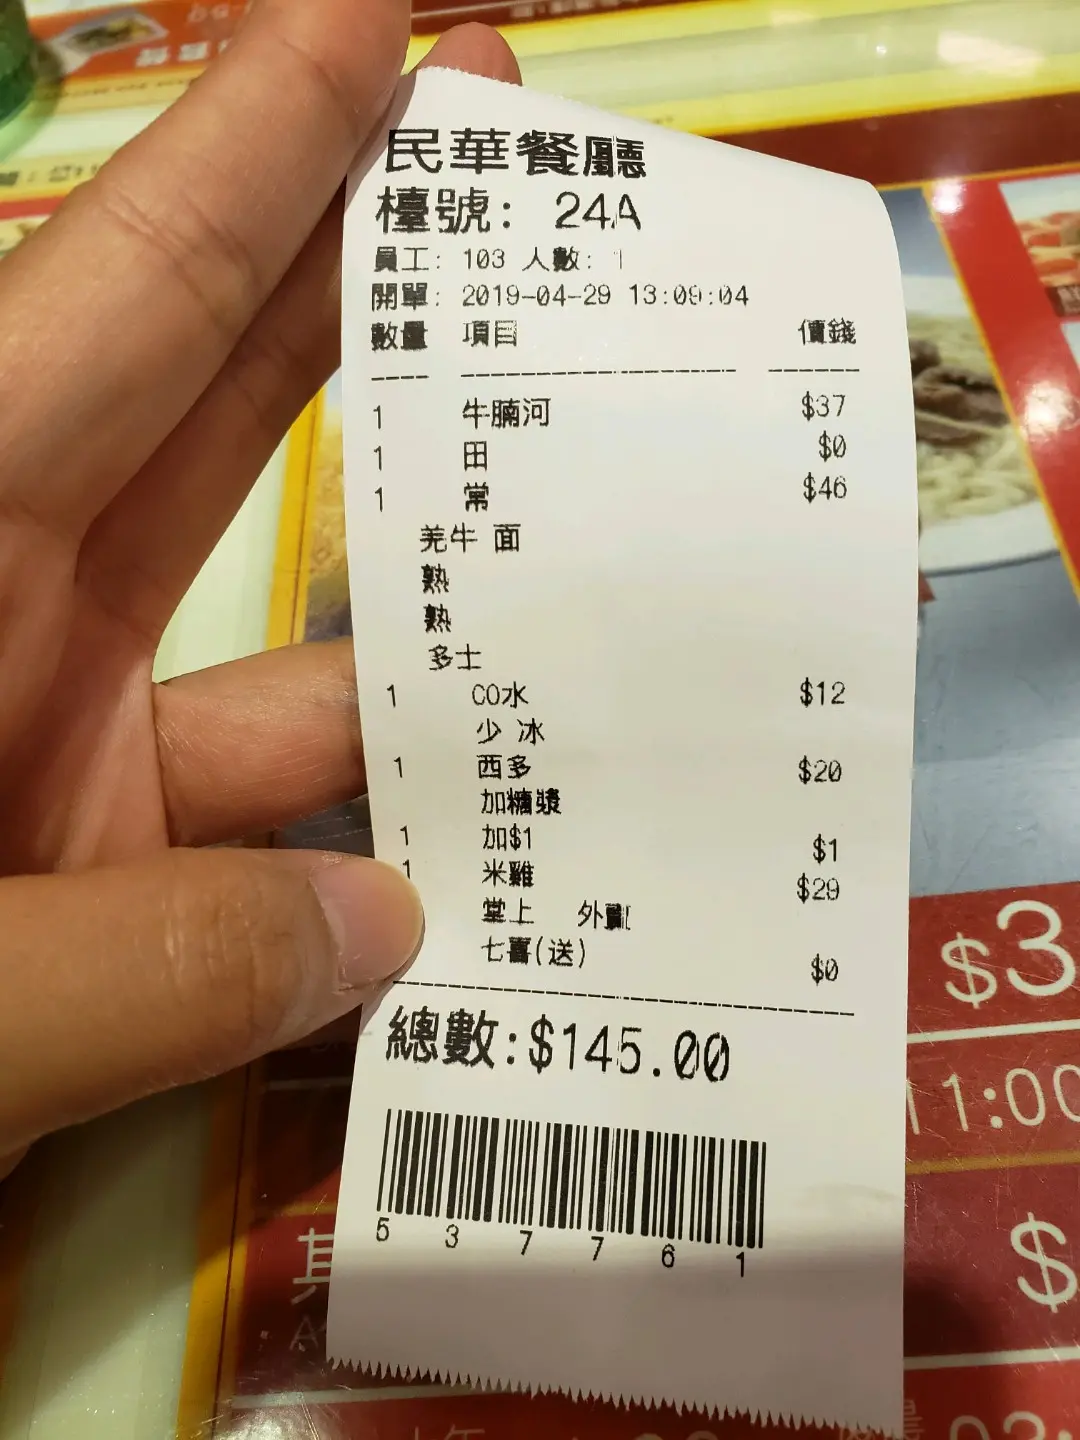 民華餐廳
檯號: 24A
員工: 103 人數: 1
開單: 2019-04-29 13:09:04
數量 項目 價錢
1 牛腩河 $37
1 田 $0
1 常 $46
羌牛 面
熟
熟
多士
1 CO水 $12
少 冰
1 西多 $20
加糖漿
1 加$1 $1
1 米雞 $29
堂上 外賣
七喜(送) $0
總數:$145.00
5 3 7 7 6 1
$3
11:00
其
$